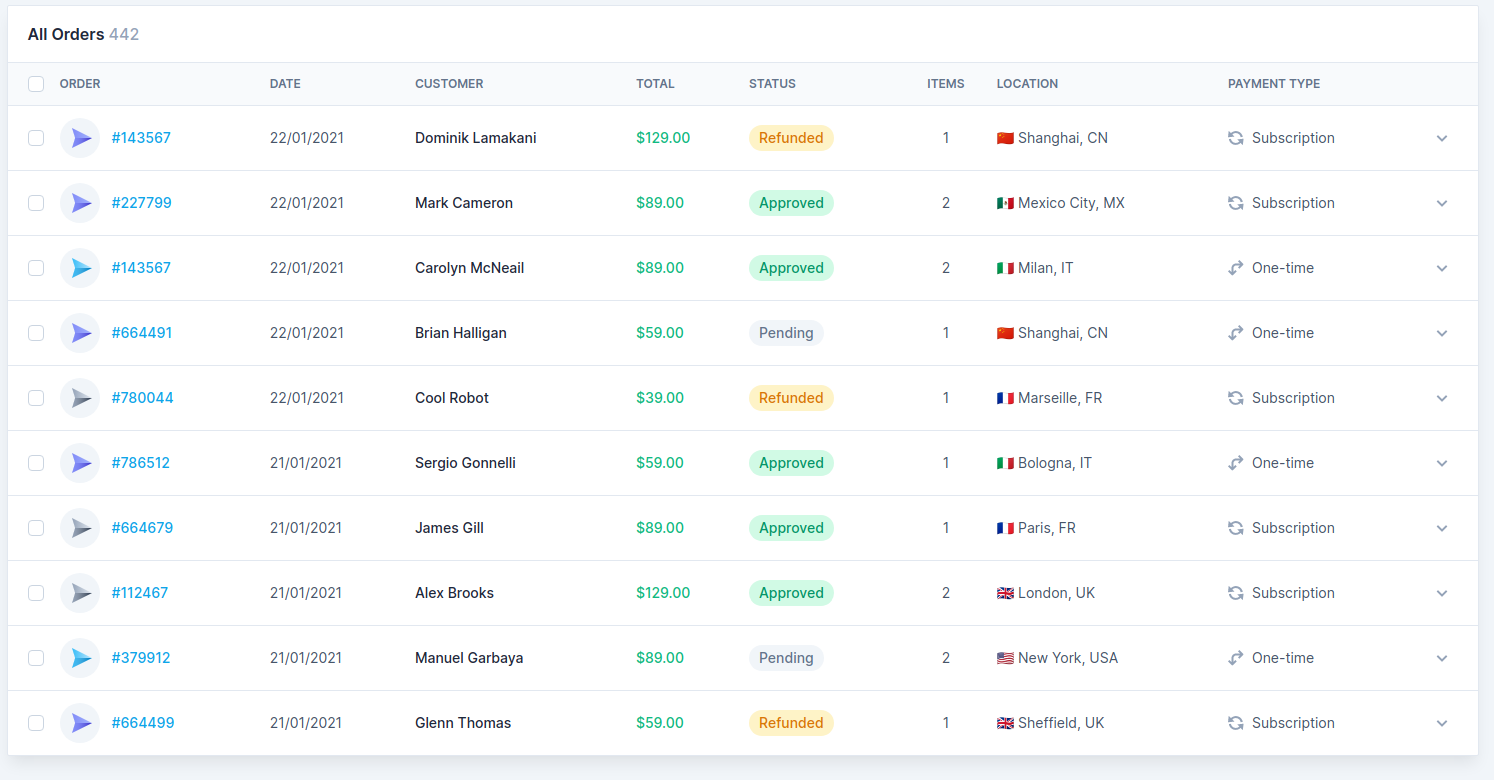 All Orders 442
ORDER DATE CUSTOMER TOTAL STATUS ITEMS LOCATION PAYMENT TYPE
#143567 22/01/2021 Dominik Lamakani $129.00 Refunded 1 Shanghai, CN Subscription
#227799 22/01/2021 Mark Cameron $89.00 Approved 2 Mexico City, MX Subscription
#143567 22/01/2021 Carolyn McNeail $89.00 Approved 2 Milan, IT One-time
#664491 22/01/2021 Brian Halligan $59.00 Pending 1 Shanghai, CN One-time
#780044 22/01/2021 Cool Robot $39.00 Refunded 1 Marseille, FR Subscription
#786512 21/01/2021 Sergio Gonnelli $59.00 Approved 1 Bologna, IT One-time
#664679 21/01/2021 James Gill $89.00 Approved 1 Paris, FR Subscription
#112467 21/01/2021 Alex Brooks $129.00 Approved 2 London, UK Subscription
#379912 21/01/2021 Manuel Garbaya $89.00 Pending 2 New York, USA One-time
#664499 21/01/2021 Glenn Thomas $59.00 Refunded 1 Sheffield, UK Subscription